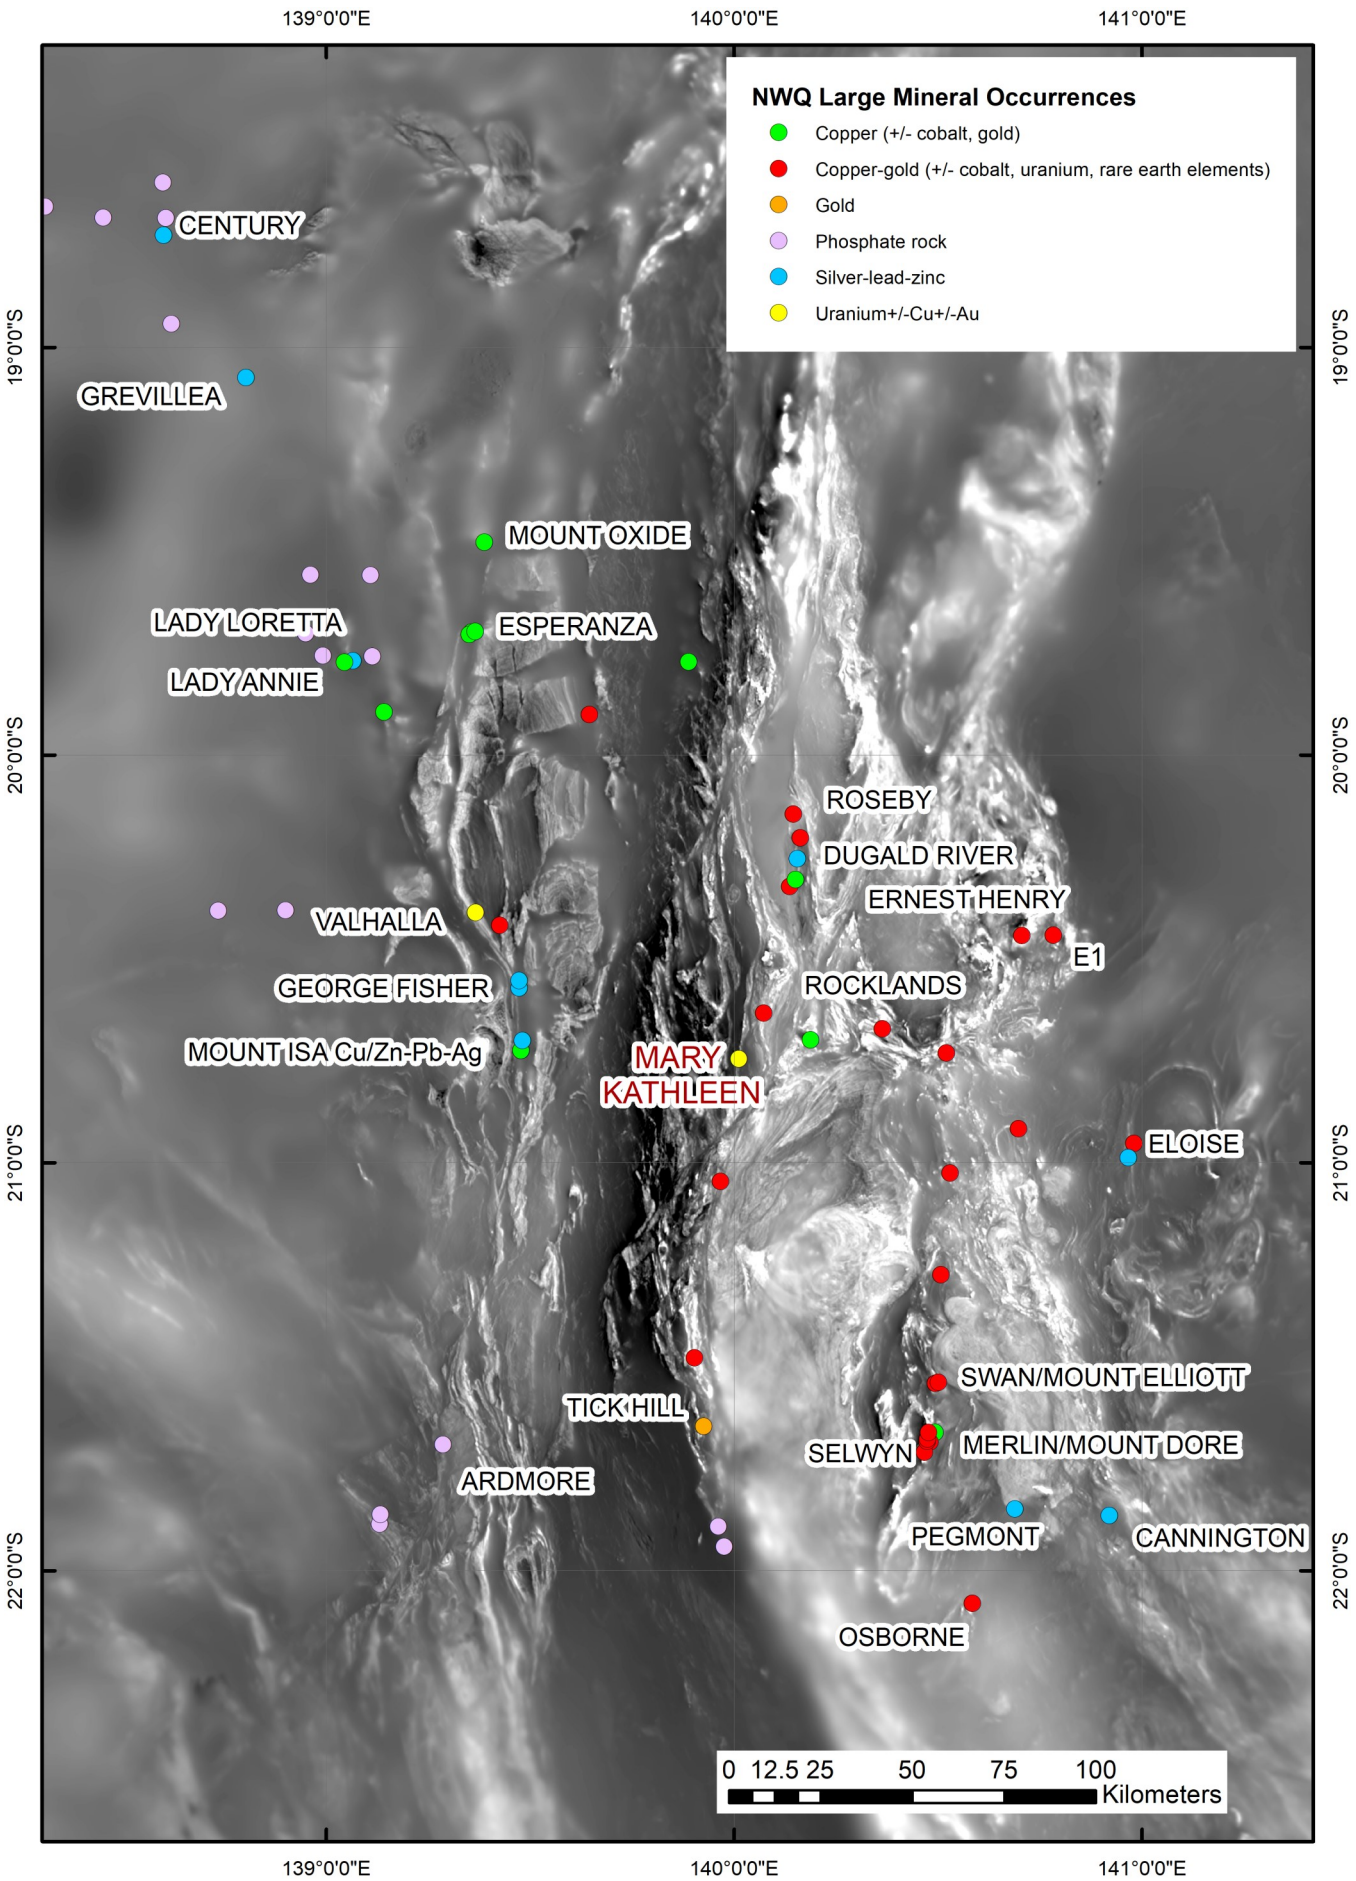 139°0'0"E
140°0'0"E
141°0'0"E
NWQ Large Mineral Occurrences
Copper (+/- cobalt, gold)
Copper-gold (+/- cobalt, uranium, rare earth elements)
Gold
Phosphate rock
Silver-lead-zinc
Uranium+/-Cu+/-Au
CENTURY
19°0'0"S
19°0'0"S
GREVILLEA
MOUNT OXIDE
LADY LORETTA
ESPERANZA
LADY ANNIE
20°0'0"S
20°0'0"S
ROSEBY
DUGALD RIVER
ERNEST HENRY
VALHALLA
E1
GEORGE FISHER
ROCKLANDS
MOUNT ISA Cu/Zn-Pb-Ag
MARY
KATHLEEN
ELOISE
21°0'0"S
21°0'0"S
SWAN/MOUNT ELLIOTT
TICK HILL
SELWYN
MERLIN/MOUNT DORE
ARDMORE
PEGMONT
CANNINGTON
22°0'0"S
22°0'0"S
OSBORNE
0 12.5 25 50 75 100
Kilometers
139°0'0"E
140°0'0"E
141°0'0"E